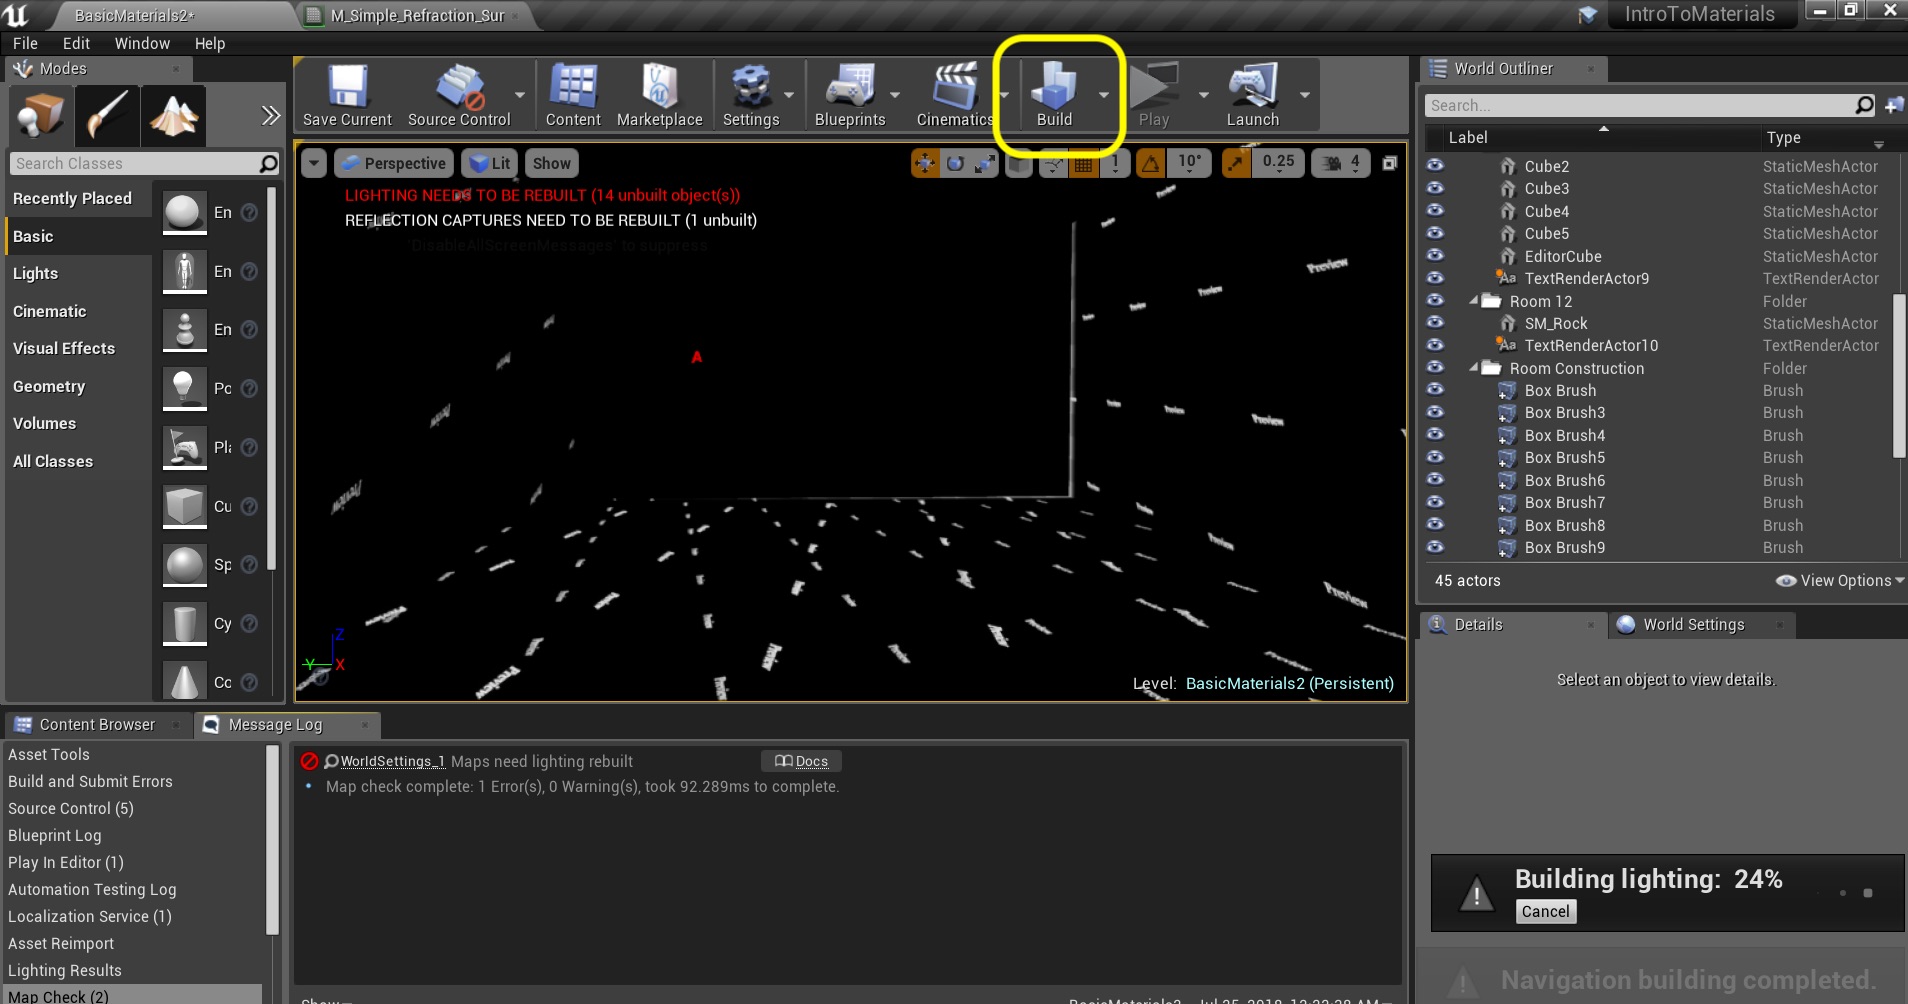 BasicMaterials2*
M_Simple_Refraction_Sur
IntroToMaterials
File Edit Window Help
Modes
Save Current
Source Control
Content
Marketplace
Settings
Blueprints
Cinematics
Build
Play
Launch
Search Classes
Recently Placed
Basic
Lights
Cinematic
Visual Effects
Geometry
Volumes
All Classes
En
En
En
Po
Pla
Cu
Sp
Cy
Co
Perspective
Lit
Show
1
10°
0.25
4
LIGHTING NEEDS TO BE REBUILT (14 unbuilt object(s))
REFLECTION CAPTURES NEED TO BE REBUILT (1 unbuilt)
'DisableAllScreenMessages' to suppress
A
Preview
Preview
Preview
Preview
Preview
Z
Y
X
Level: BasicMaterials2 (Persistent)
World Outliner
Search...
Label Type
Cube2 StaticMeshActor
Cube3 StaticMeshActor
Cube4 StaticMeshActor
Cube5 StaticMeshActor
EditorCube StaticMeshActor
TextRenderActor9 TextRenderActor
Room 12 Folder
SM_Rock StaticMeshActor
TextRenderActor10 TextRenderActor
Room Construction Folder
Box Brush Brush
Box Brush3 Brush
Box Brush4 Brush
Box Brush5 Brush
Box Brush6 Brush
Box Brush7 Brush
Box Brush8 Brush
Box Brush9 Brush
45 actors
View Options
Details
World Settings
Select an object to view details.
Building lighting: 24%
Cancel
Navigation building completed.
Content Browser
Message Log
Asset Tools
Build and Submit Errors
Source Control (5)
Blueprint Log
Play In Editor (1)
Automation Testing Log
Localization Service (1)
Asset Reimport
Lighting Results
Map Check (2)
WorldSettings_1 Maps need lighting rebuilt
Docs
Map check complete: 1 Error(s), 0 Warning(s), took 92.289ms to complete.